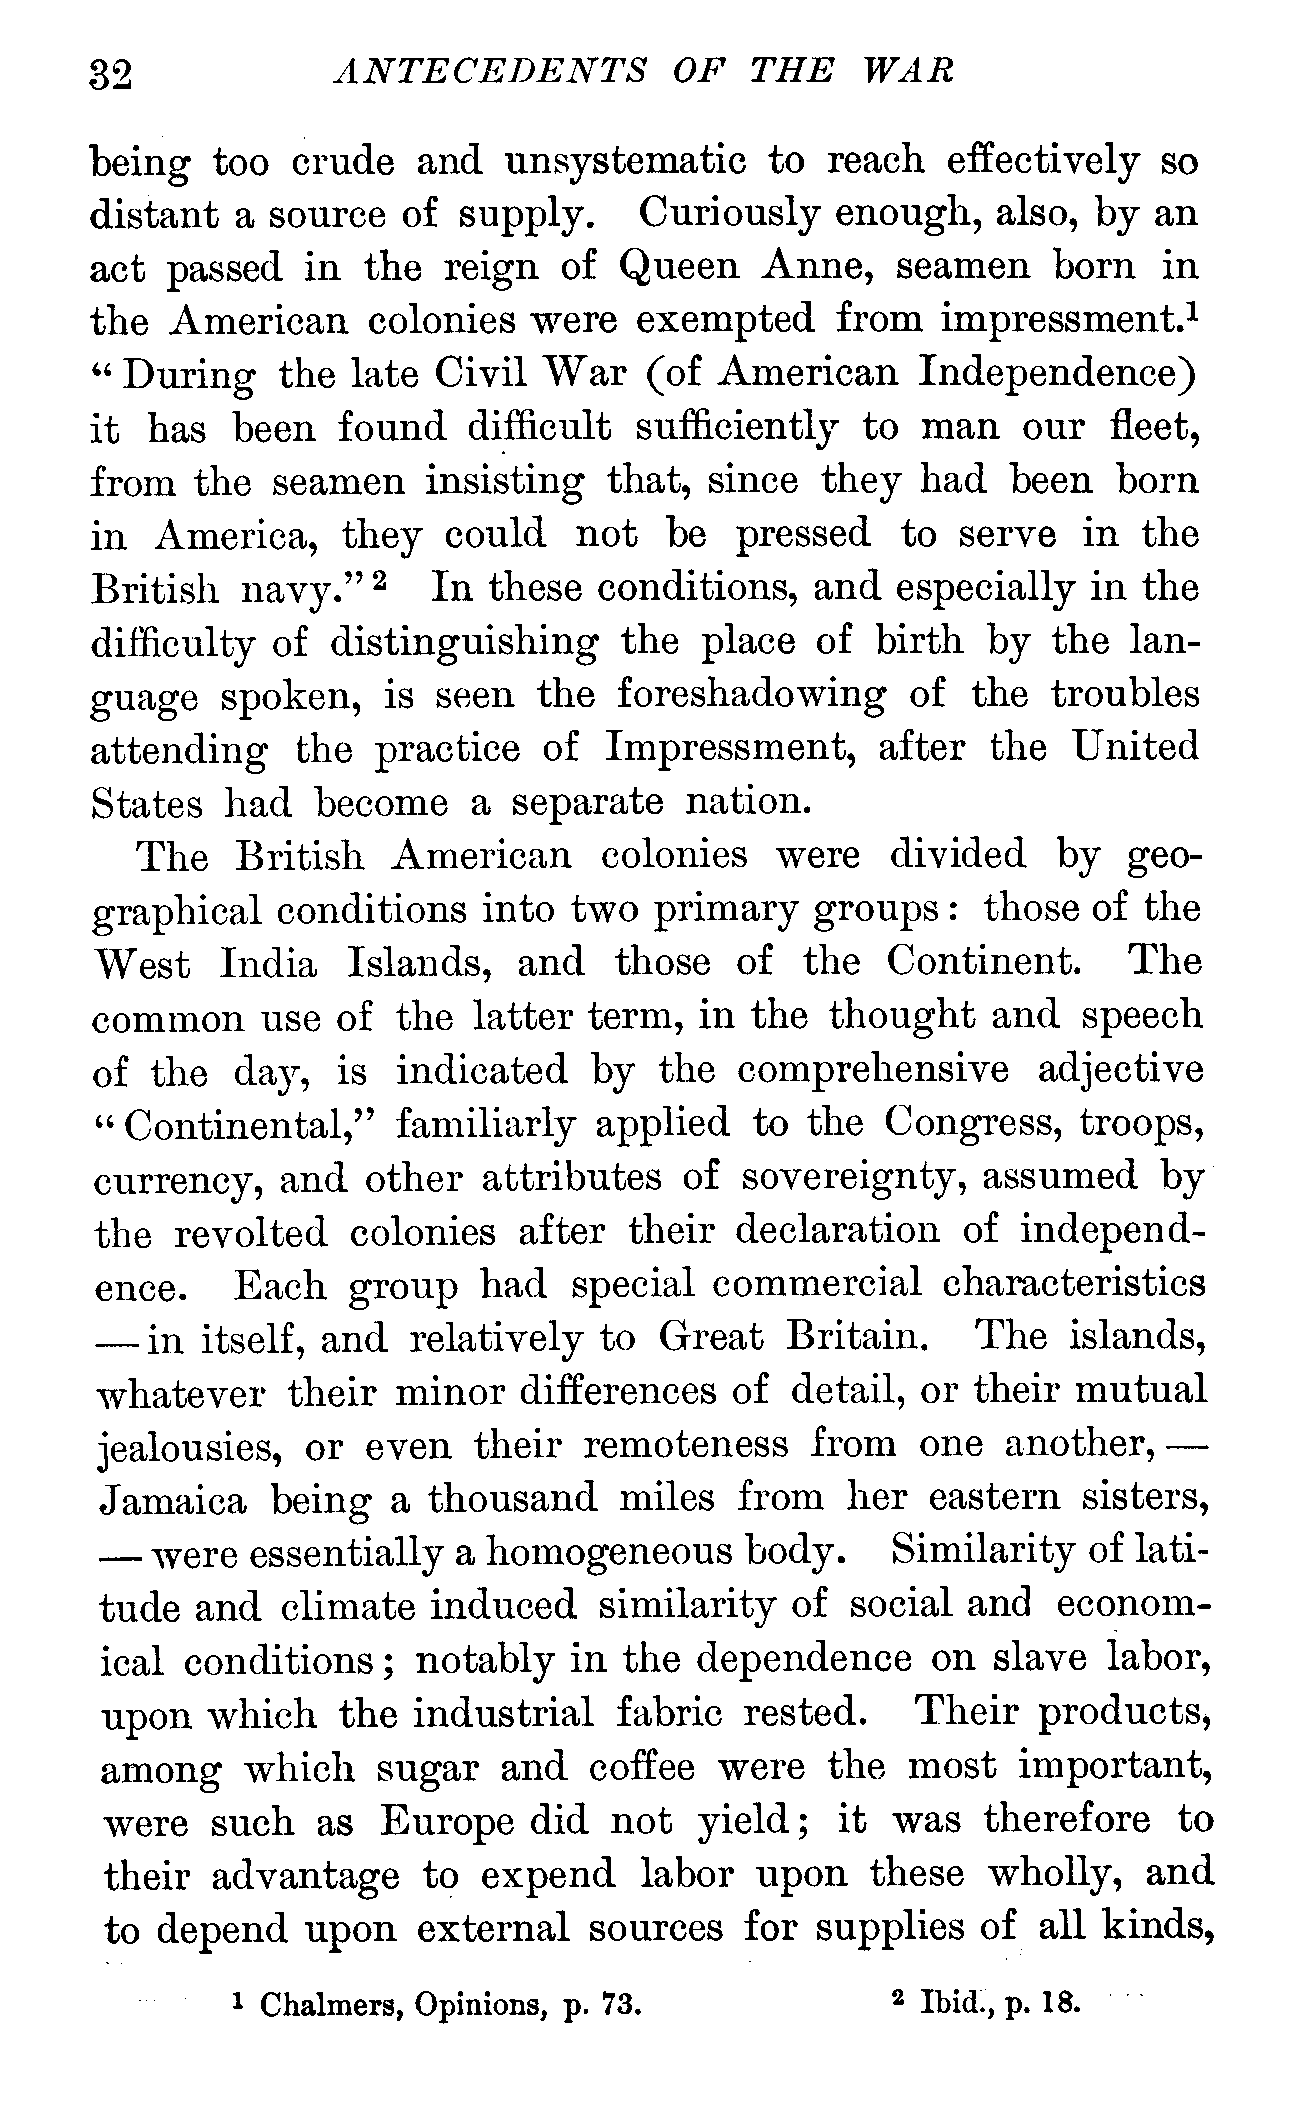 32 ANTECEDENTS OF THE WAR
being too crude and unsystematic to reach effectively so
distant a source of supply. Curiously enough, also, by an
act passed in the reign of Queen Anne, seamen born in
the American colonies were exempted from impressment.¹
“ During the late Civil War (of American Independence)
it has been found difficult sufficiently to man our fleet,
from the seamen insisting that, since they had been born
in America, they could not be pressed to serve in the
British navy.” ² In these conditions, and especially in the
difficulty of distinguishing the place of birth by the lan-
guage spoken, is seen the foreshadowing of the troubles
attending the practice of Impressment, after the United
States had become a separate nation.
The British American colonies were divided by geo-
graphical conditions into two primary groups : those of the
West India Islands, and those of the Continent. The
common use of the latter term, in the thought and speech
of the day, is indicated by the comprehensive adjective
“ Continental,” familiarly applied to the Congress, troops,
currency, and other attributes of sovereignty, assumed by
the revolted colonies after their declaration of independ-
ence. Each group had special commercial characteristics
— in itself, and relatively to Great Britain. The islands,
whatever their minor differences of detail, or their mutual
jealousies, or even their remoteness from one another, —
Jamaica being a thousand miles from her eastern sisters,
— were essentially a homogeneous body. Similarity of lati-
tude and climate induced similarity of social and econom-
ical conditions ; notably in the dependence on slave labor,
upon which the industrial fabric rested. Their products,
among which sugar and coffee were the most important,
were such as Europe did not yield ; it was therefore to
their advantage to expend labor upon these wholly, and
to depend upon external sources for supplies of all kinds,
¹ Chalmers, Opinions, p. 73. ² Ibid., p. 18.